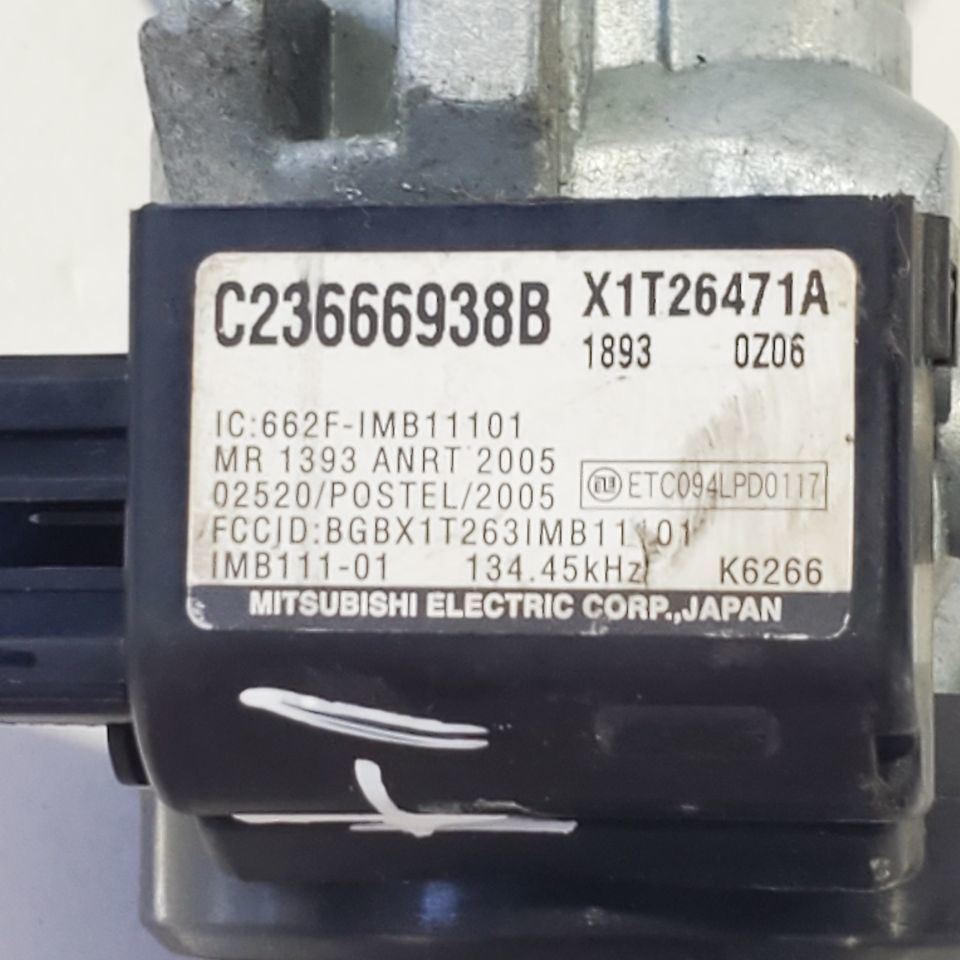 C23666938B X1T26471A
1893 0Z06
IC:662F-IMB11101
MR 1393 ANRT 2005
02520/POSTEL/2005 ETC094LPD0117
FCCID:BGBX1T263IMB11101
IMB111-01 134.45kHz K6266
MITSUBISHI ELECTRIC CORP.,JAPAN